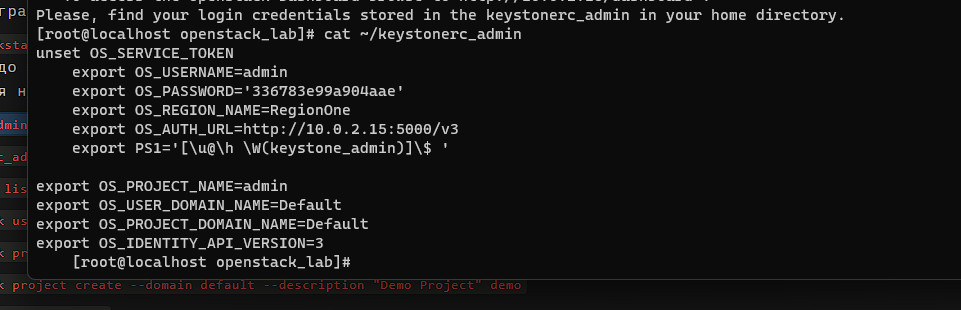 Please, find your login credentials stored in the keystonerc_admin in your home directory.
[root@localhost openstack_lab]# cat ~/keystonerc_admin
unset OS_SERVICE_TOKEN
    export OS_USERNAME=admin
    export OS_PASSWORD='336783e99a904aae'
    export OS_REGION_NAME=RegionOne
    export OS_AUTH_URL=http://10.0.2.15:5000/v3
    export PS1='[\u@\h \W(keystone_admin)]\$ '

export OS_PROJECT_NAME=admin
export OS_USER_DOMAIN_NAME=Default
export OS_PROJECT_DOMAIN_NAME=Default
export OS_IDENTITY_API_VERSION=3
    [root@localhost openstack_lab]#
k project create --domain default --description "Demo Project" demo